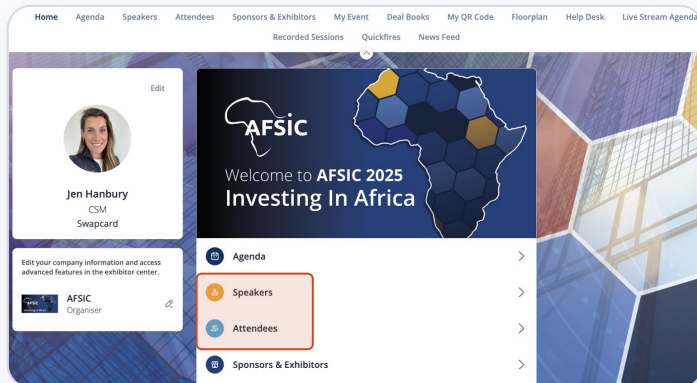 Home Agenda Speakers Attendees Sponsors & Exhibitors My Event Deal Books My QR Code Floorplan Help Desk Live Stream Agenda
Recorded Sessions Quickfires News Feed
Edit
Jen Hanbury
CSM
Swapcard
Edit your company information and access
advanced features in the exhibitor center.
AFSIC
Organiser
AFSIC
Welcome to AFSIC 2025
Investing In Africa
Agenda
Speakers
Attendees
Sponsors & Exhibitors